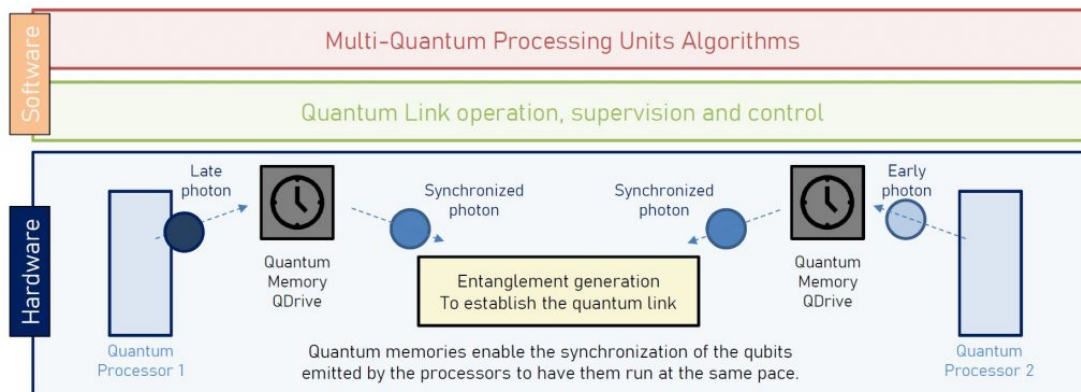 Software
Multi-Quantum Processing Units Algorithms
Quantum Link operation, supervision and control
Hardware
Late
photon
Synchronized
photon
Synchronized
photon
Early
photon
Quantum
Memory
QDrive
Entanglement generation
To establish the quantum link
Quantum
Memory
QDrive
Quantum
Processor 1
Quantum memories enable the synchronization of the qubits
emitted by the processors to have them run at the same pace.
Quantum
Processor 2